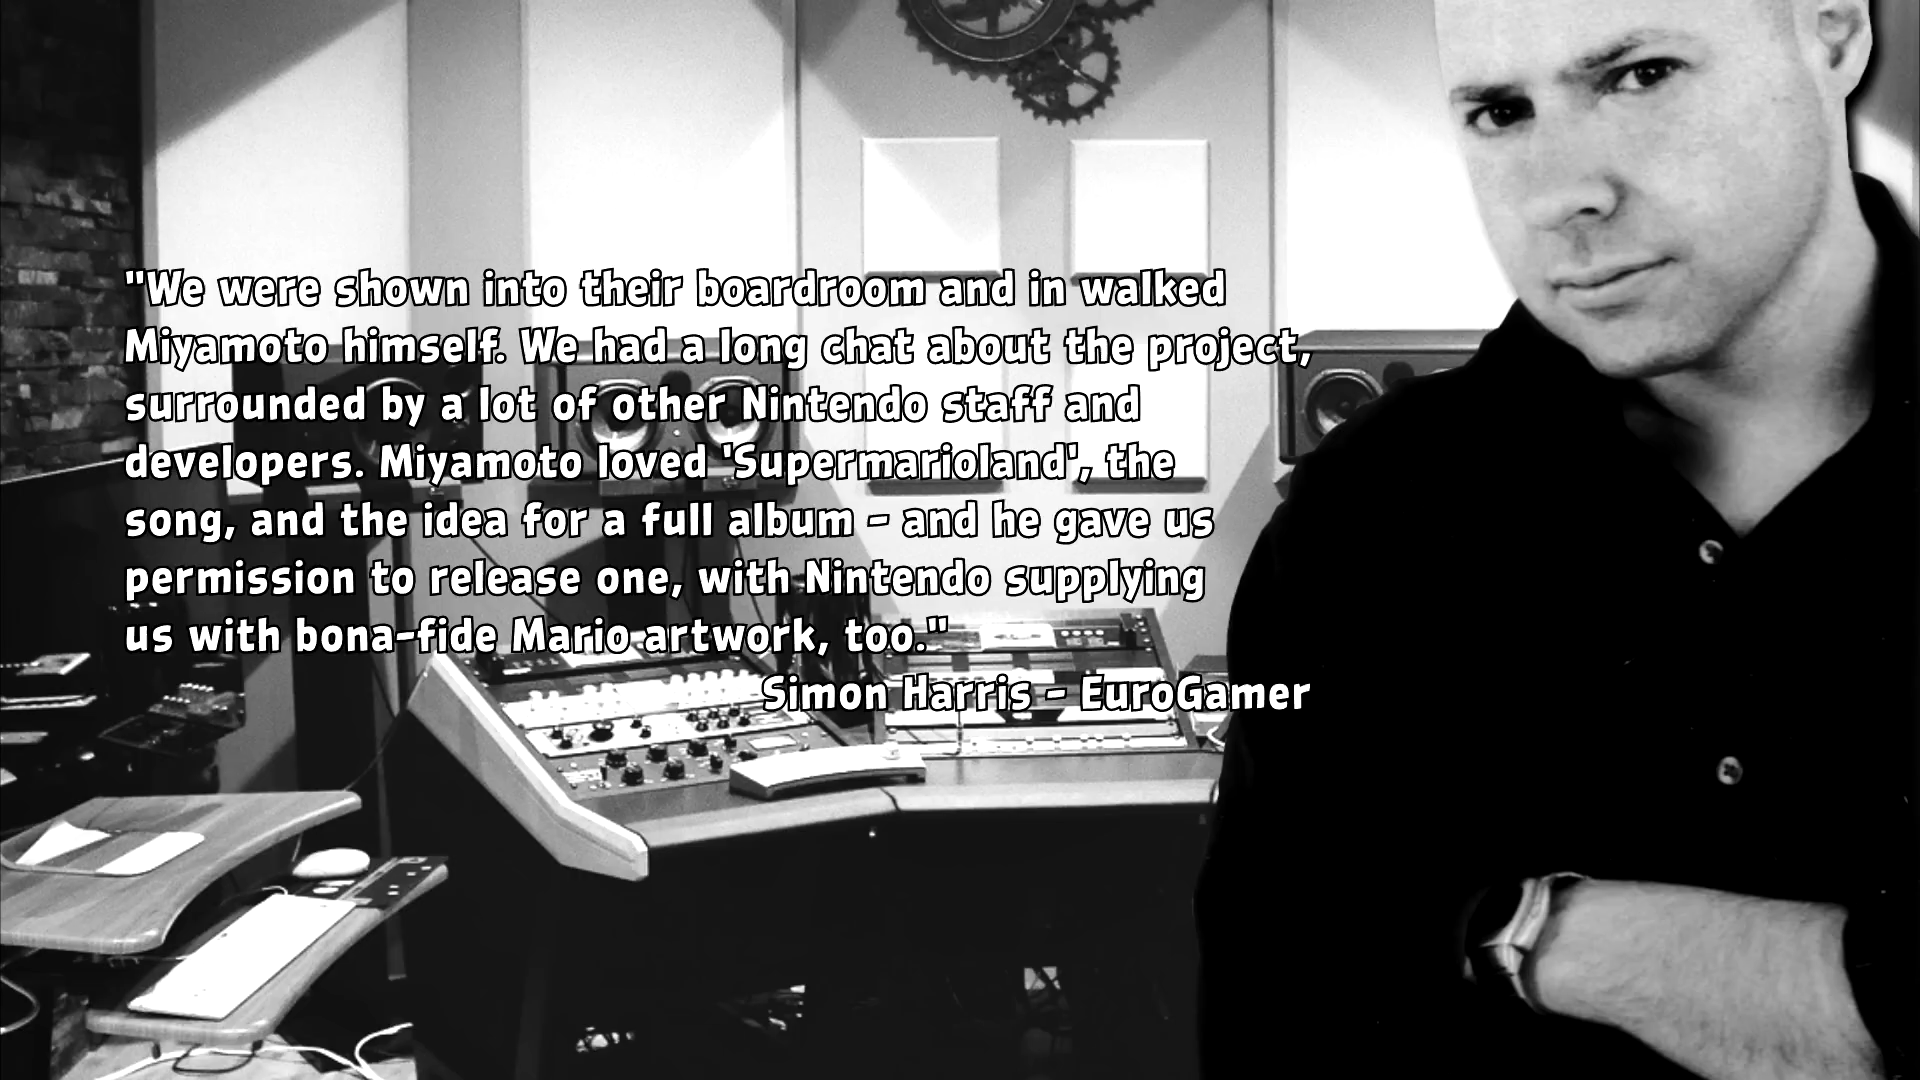 "We were shown into their boardroom and in walked
Miyamoto himself. We had a long chat about the project,
surrounded by a lot of other Nintendo staff and
developers. Miyamoto loved 'Supermarioland', the
song, and the idea for a full album - and he gave us
permission to release one, with Nintendo supplying
us with bona-fide Mario artwork, too."
Simon Harris - EuroGamer